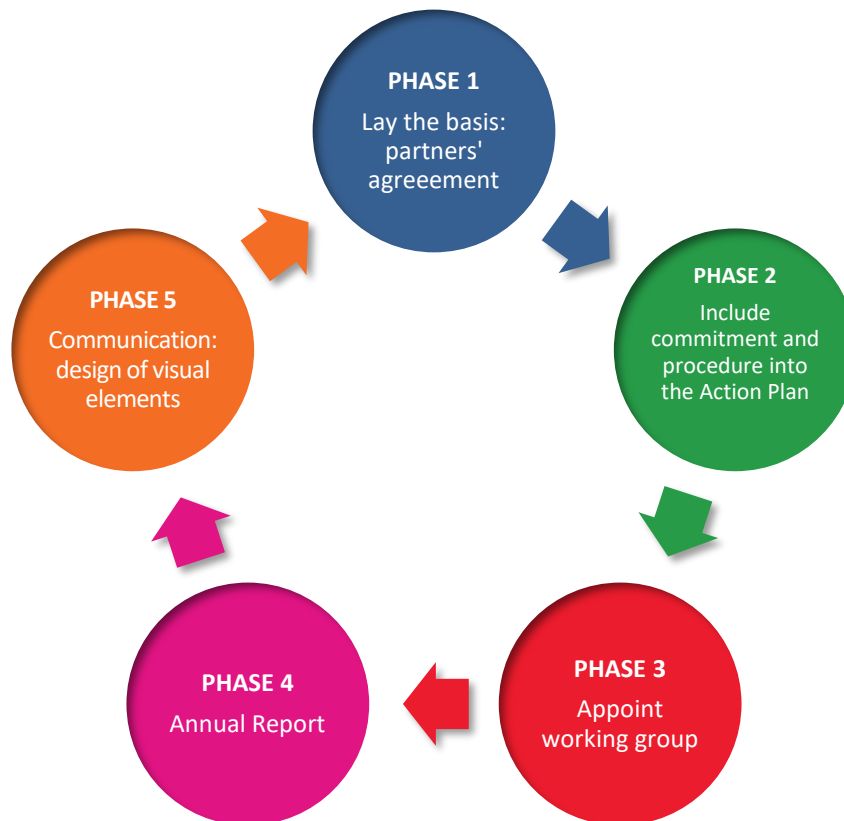 PHASE 1
Lay the basis:
partners'
agreeement
PHASE 2
Include
commitment and
procedure into
the Action Plan
PHASE 3
Appoint
working group
PHASE 4
Annual Report
PHASE 5
Communication:
design of visual
elements